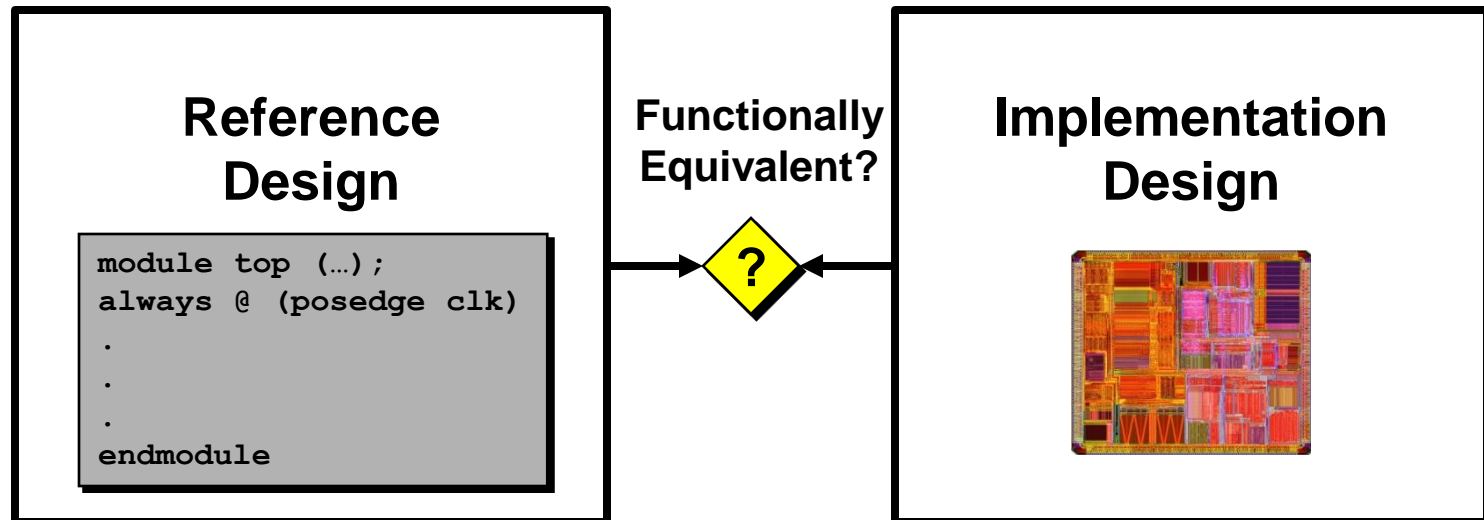 Reference
Design
module top (…);
always @ (posedge clk)
.
.
.
endmodule
Functionally
Equivalent?
?
Implementation
Design